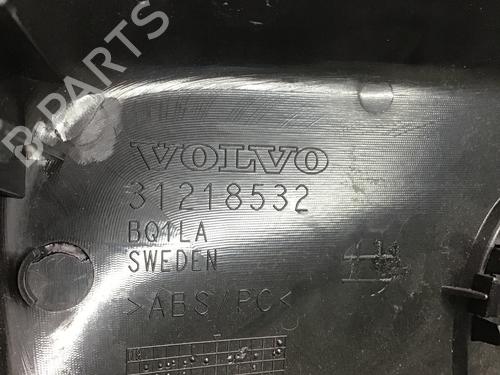 B-PARTS
VOLVO
31218532
BQ1LA
SWEDEN
>ABS/PC<